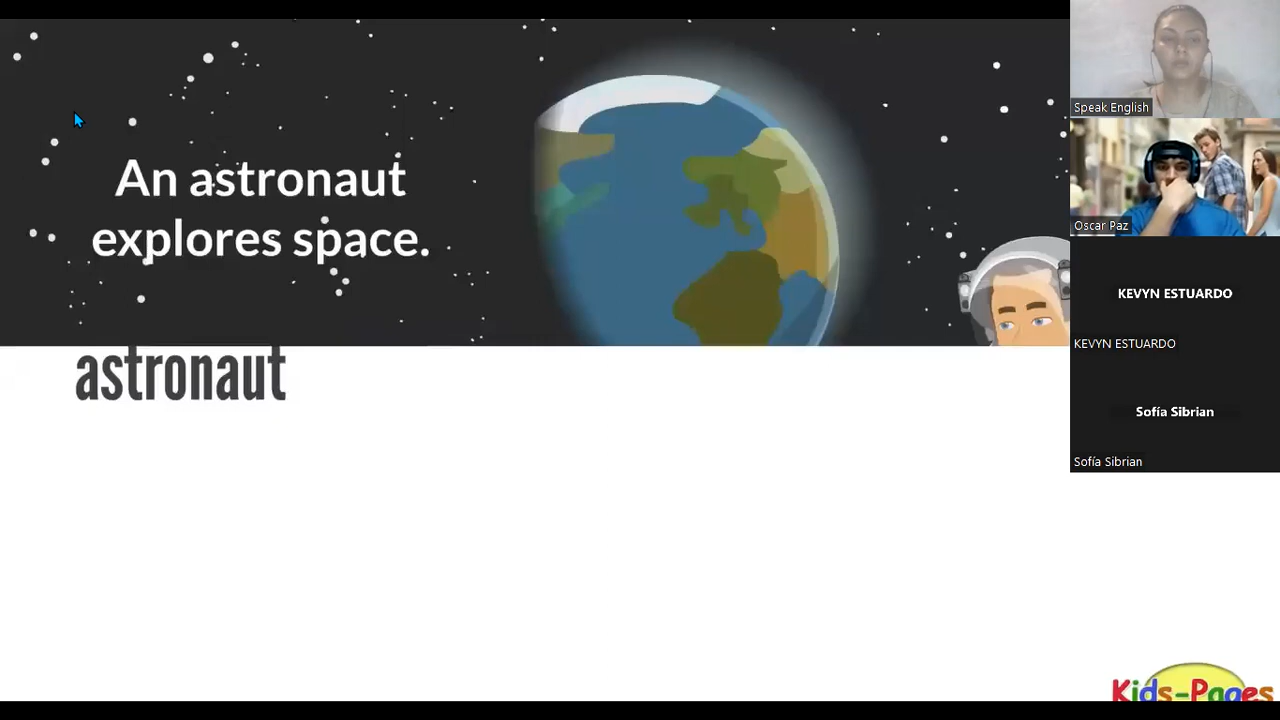 An astronaut
explores space.
astronaut
Speak English
Oscar Paz
KEVYN ESTUARDO
KEVYN ESTUARDO
Sofía Sibrian
Sofía Sibrian
Kids-Pages